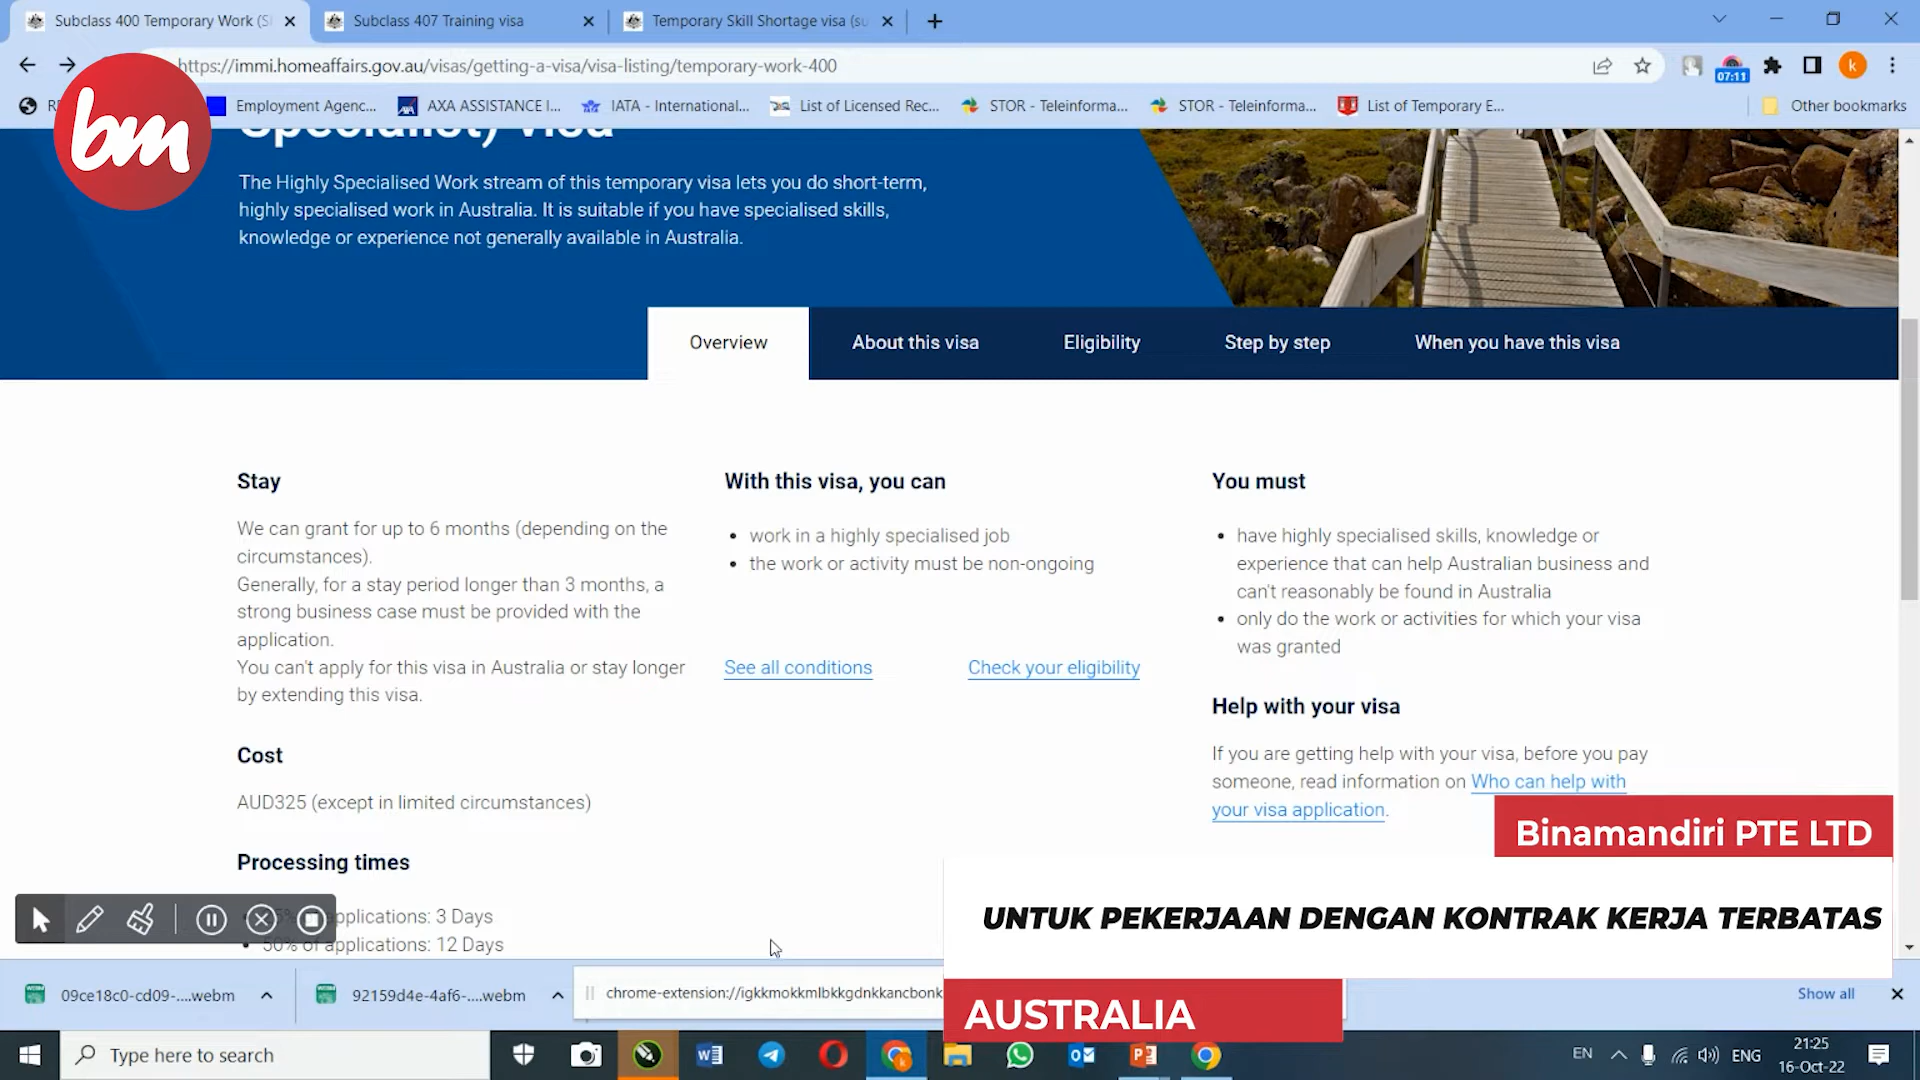 Subclass 400 Temporary Work (S
Subclass 407 Training visa
Temporary Skill Shortage visa (su
https://immi.homeaffairs.gov.au/visas/getting-a-visa/visa-listing/temporary-work-400
07:11
k
Employment Agenc...
AXA ASSISTANCE I...
IATA - International...
List of Licensed Rec...
STOR - Teleinforma...
STOR - Teleinforma...
List of Temporary E...
Other bookmarks
bm
Specialist) visa
The Highly Specialised Work stream of this temporary visa lets you do short-term,
highly specialised work in Australia. It is suitable if you have specialised skills,
knowledge or experience not generally available in Australia.
Overview
About this visa
Eligibility
Step by step
When you have this visa
Stay
We can grant for up to 6 months (depending on the
circumstances).
Generally, for a stay period longer than 3 months, a
strong business case must be provided with the
application.
You can't apply for this visa in Australia or stay longer
by extending this visa.
Cost
AUD325 (except in limited circumstances)
Processing times
applications: 3 Days
50% of applications: 12 Days
With this visa, you can
work in a highly specialised job
the work or activity must be non-ongoing
See all conditions
Check your eligibility
You must
have highly specialised skills, knowledge or
experience that can help Australian business and
can't reasonably be found in Australia
only do the work or activities for which your visa
was granted
Help with your visa
If you are getting help with your visa, before you pay
someone, read information on Who can help with
your visa application.
Binamandiri PTE LTD
UNTUK PEKERJAAN DENGAN KONTRAK KERJA TERBATAS
AUSTRALIA
09ce18c0-cd09-....webm
92159d4e-4af6-....webm
chrome-extension://igkkmokkmlbkkgdnkkancbonk
Show all
Type here to search
EN
ENG
21:25
16-Oct-22